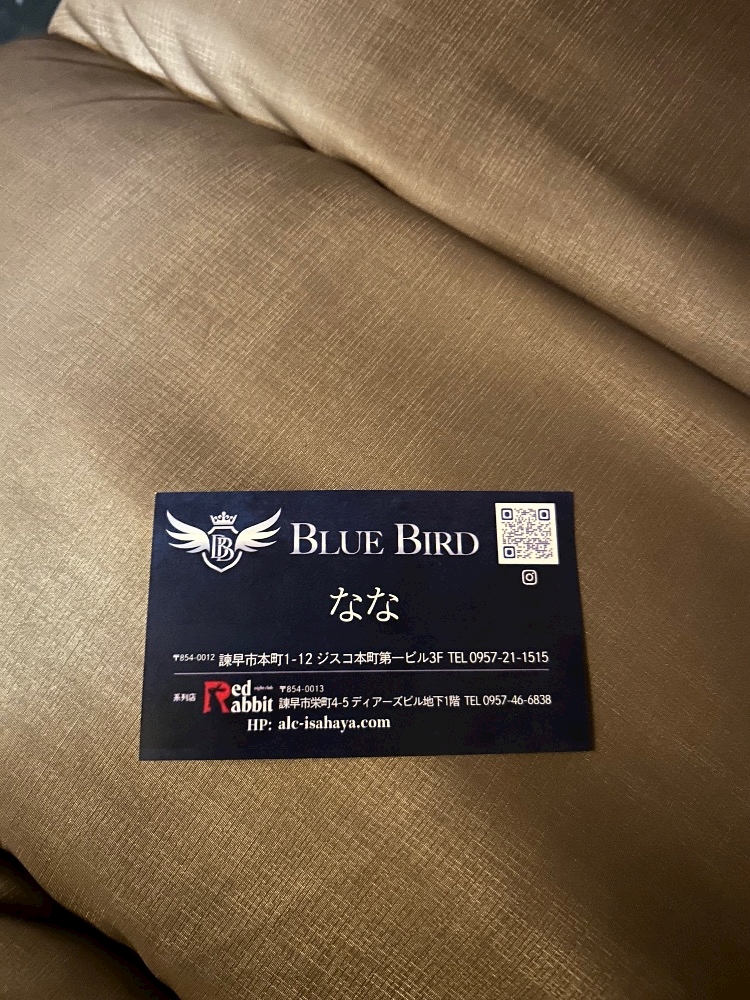 BB BLUE BIRD
なな
〒854-0012 諫早市本町1-12 ジスコ本町第一ビル3F TEL 0957-21-1515
系列店 Red Rabbit night club 〒854-0013
諫早市栄町4-5 ディアーズビル地下1階 TEL 0957-46-6838
HP: alc-isahaya.com